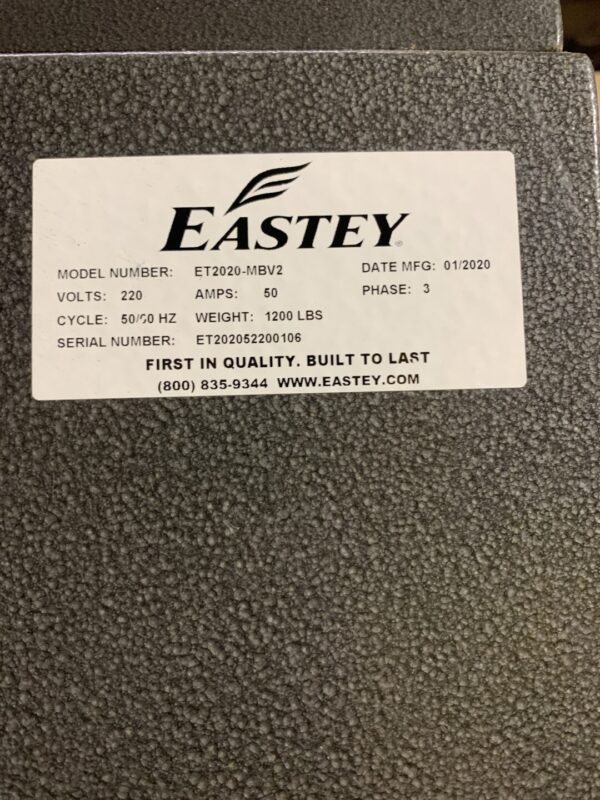 EASTEY®
MODEL NUMBER: ET2020-MBV2 DATE MFG: 01/2020
VOLTS: 220 AMPS: 50 PHASE: 3
CYCLE: 50/60 HZ WEIGHT: 1200 LBS
SERIAL NUMBER: ET202052200106
FIRST IN QUALITY. BUILT TO LAST
(800) 835-9344 WWW.EASTEY.COM